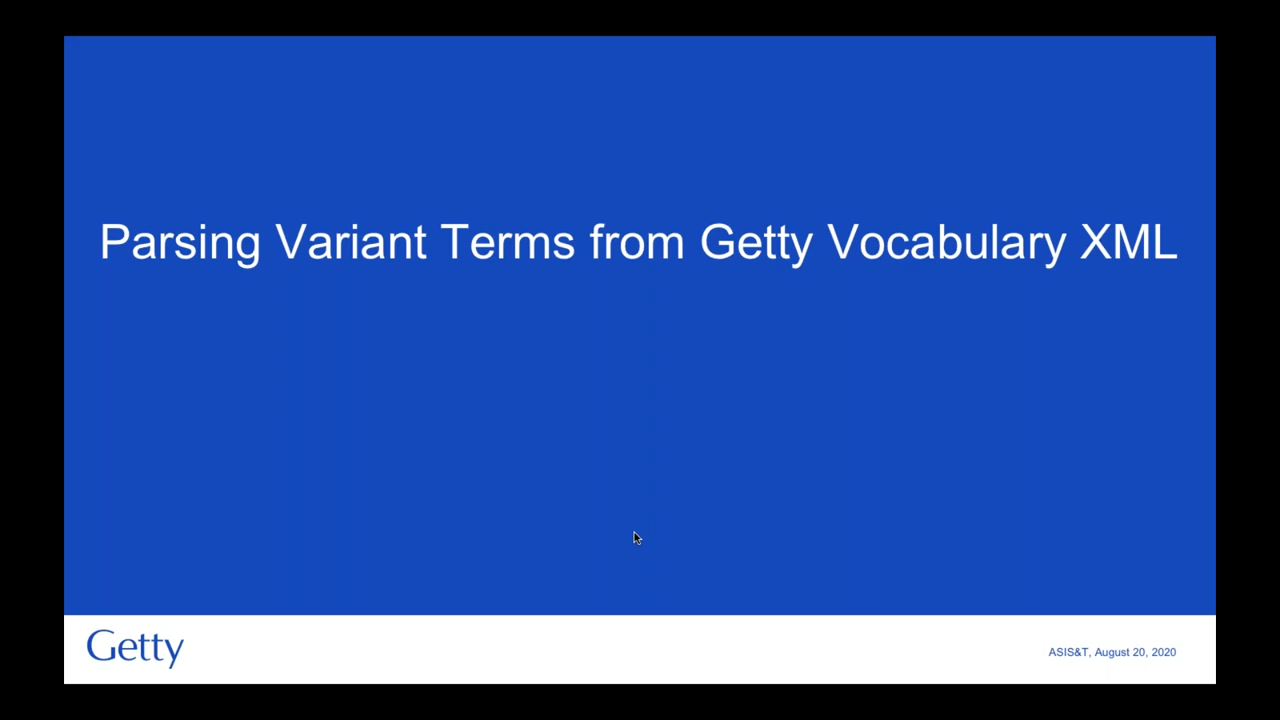 Parsing Variant Terms from Getty Vocabulary XML
Getty
ASIS&T, August 20, 2020